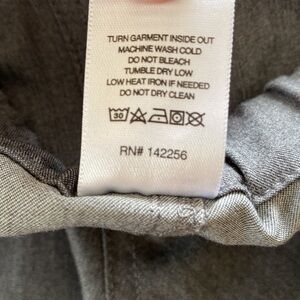 TURN GARMENT INSIDE OUT
MACHINE WASH COLD
DO NOT BLEACH
TUMBLE DRY LOW
LOW HEAT IRON IF NEEDED
DO NOT DRY CLEAN
30
RN# 142256